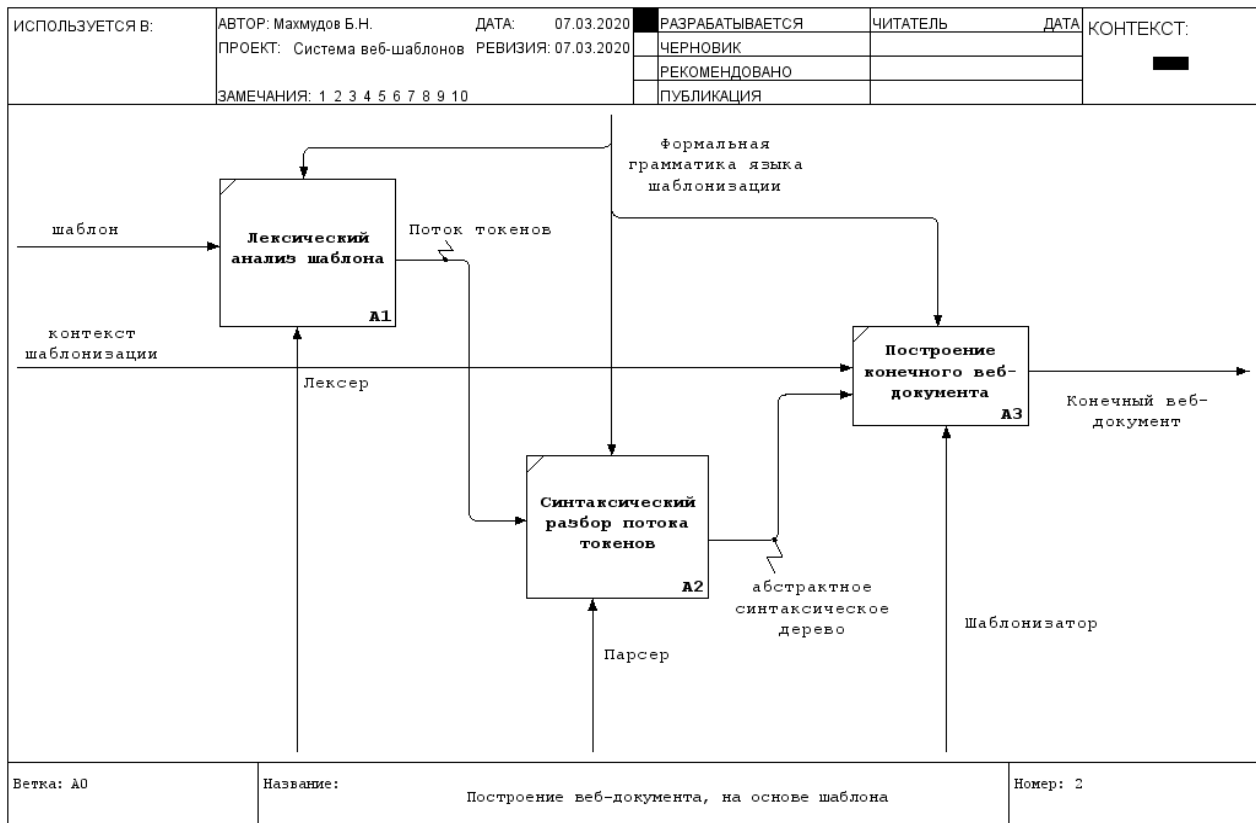 ИСПОЛЬЗУЕТСЯ В:
АВТОР: Махмудов Б.Н.
ДАТА: 07.03.2020
ПРОЕКТ: Система веб-шаблонов
РЕВИЗИЯ: 07.03.2020
ЗАМЕЧАНИЯ: 1 2 3 4 5 6 7 8 9 10
РАЗРАБАТЫВАЕТСЯ
ЧЕРНОВИК
РЕКОМЕНДОВАНО
ПУБЛИКАЦИЯ
ЧИТАТЕЛЬ
ДАТА
КОНТЕКСТ:
Формальная
грамматика языка
шаблонизации
шаблон
Лексический
анализ шаблона
A1
Поток токенов
контекст
шаблонизации
Лексер
Построение
конечного веб-
документа
A3
Конечный веб-
документ
Синтаксический
разбор потока
токенов
A2
абстрактное
синтаксическое
дерево
Шаблонизатор
Парсер
Ветка: A0
Название:
Построение веб-документа, на основе шаблона
Номер: 2